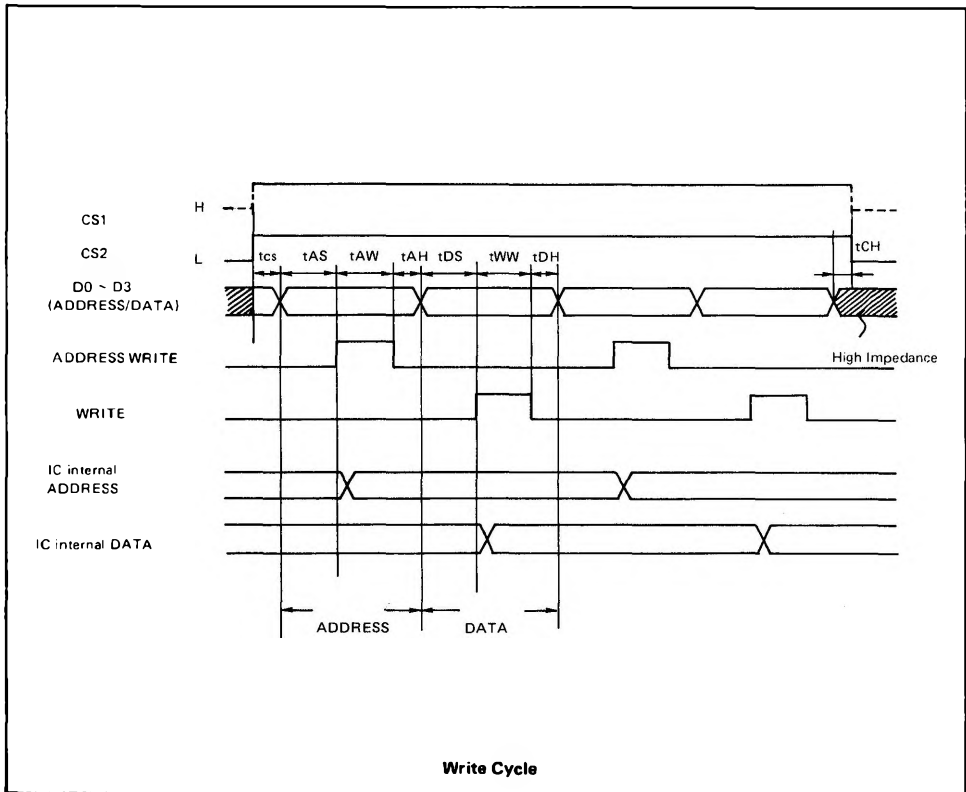 H
CS1
CS2
L
tcs tAS tAW tAH tDS tWW tDH
tCH
D0 ~ D3
(ADDRESS/DATA)
High Impedance
ADDRESS WRITE
WRITE
IC internal
ADDRESS
IC internal DATA
ADDRESS DATA
Write Cycle